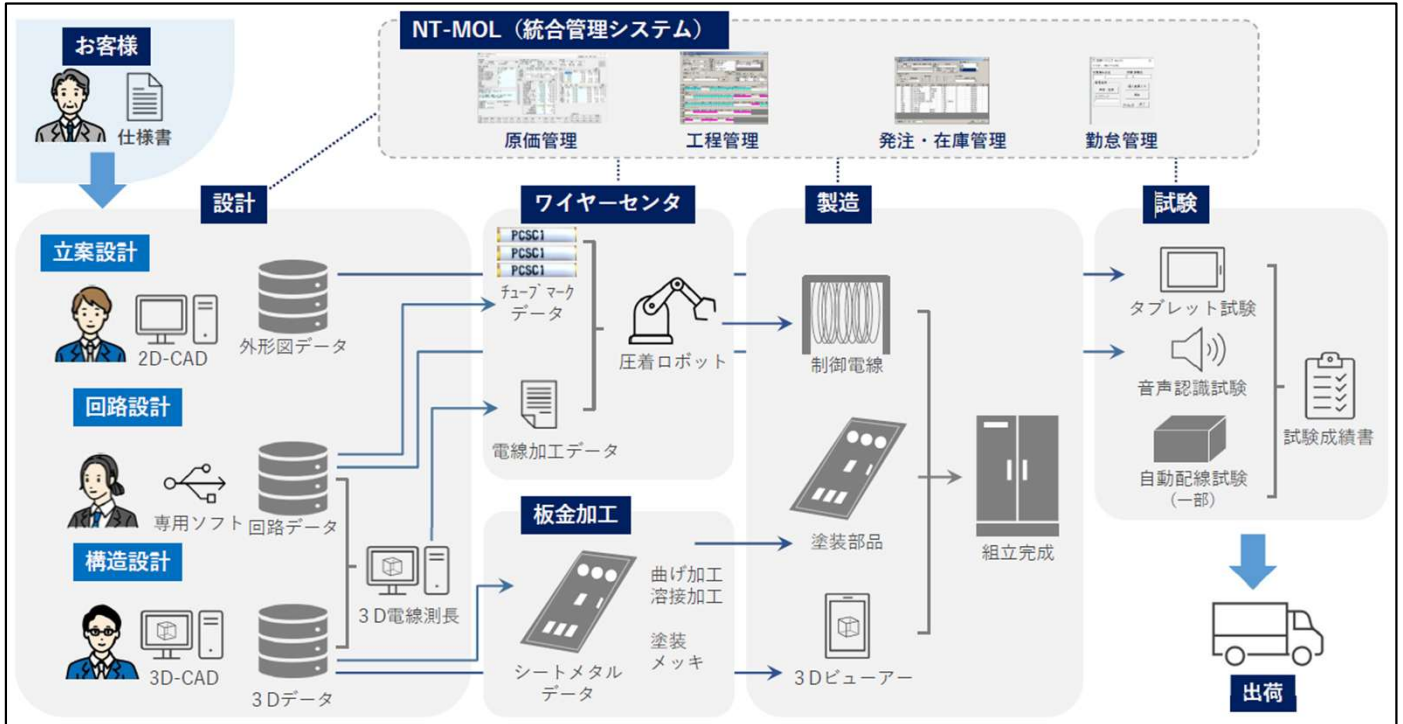 お客様
仕様書
NT-MOL（統合管理システム）
原価管理
工程管理
発注・在庫管理
勤怠管理
設計
立案設計
2D-CAD
外形図データ
回路設計
専用ソフト
回路データ
構造設計
3D-CAD
３Dデータ
３D電線測長
ワイヤーセンタ
PCSC1
PCSC1
PCSC1
ﾁｭｰﾌﾞﾏｰｸ
データ
圧着ロボット
電線加工データ
板金加工
シートメタル
データ
曲げ加工
溶接加工
塗装
メッキ
製造
制御電線
塗装部品
３Dビューアー
組立完成
試験
タブレット試験
音声認識試験
自動配線試験
（一部）
試験成績書
出荷